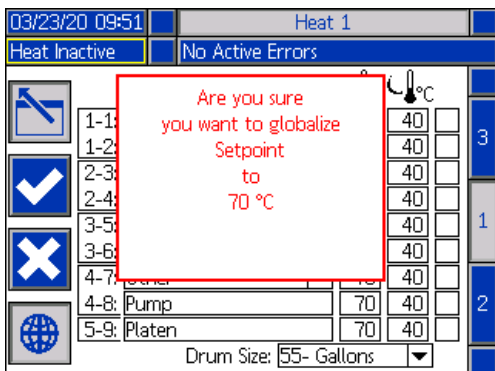 03/23/20 09:51 Heat 1
Heat Inactive No Active Errors
°C
Are you sure
you want to globalize
Setpoint
to
70 °C
1-1: 40
1-2: 40
2-3: 40
2-4: 40
3-5: 40
3-6: 40
4-7: 40
4-8: Pump 70 40
5-9: Platen 70 40
Drum Size: 55- Gallons
3
1
2